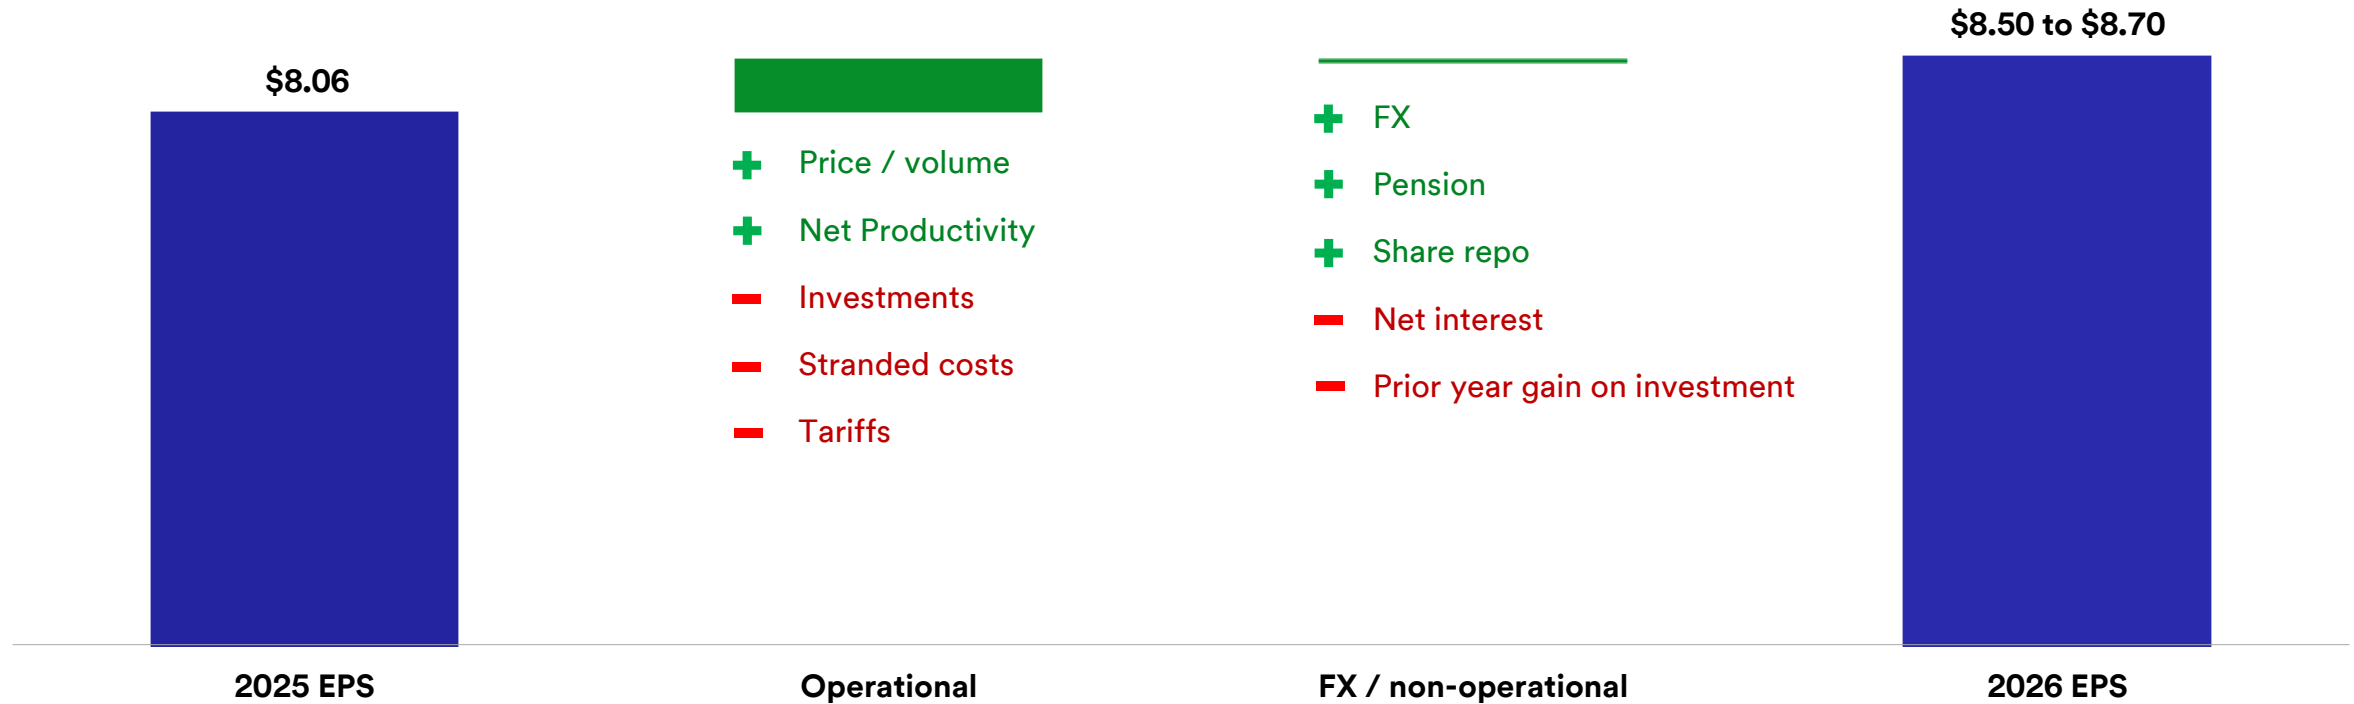 $8.06
$8.50 to $8.70
Price / volume
Net Productivity
Investments
Stranded costs
Tariffs
FX
Pension
Share repo
Net interest
Prior year gain on investment
2025 EPS
Operational
FX / non-operational
2026 EPS